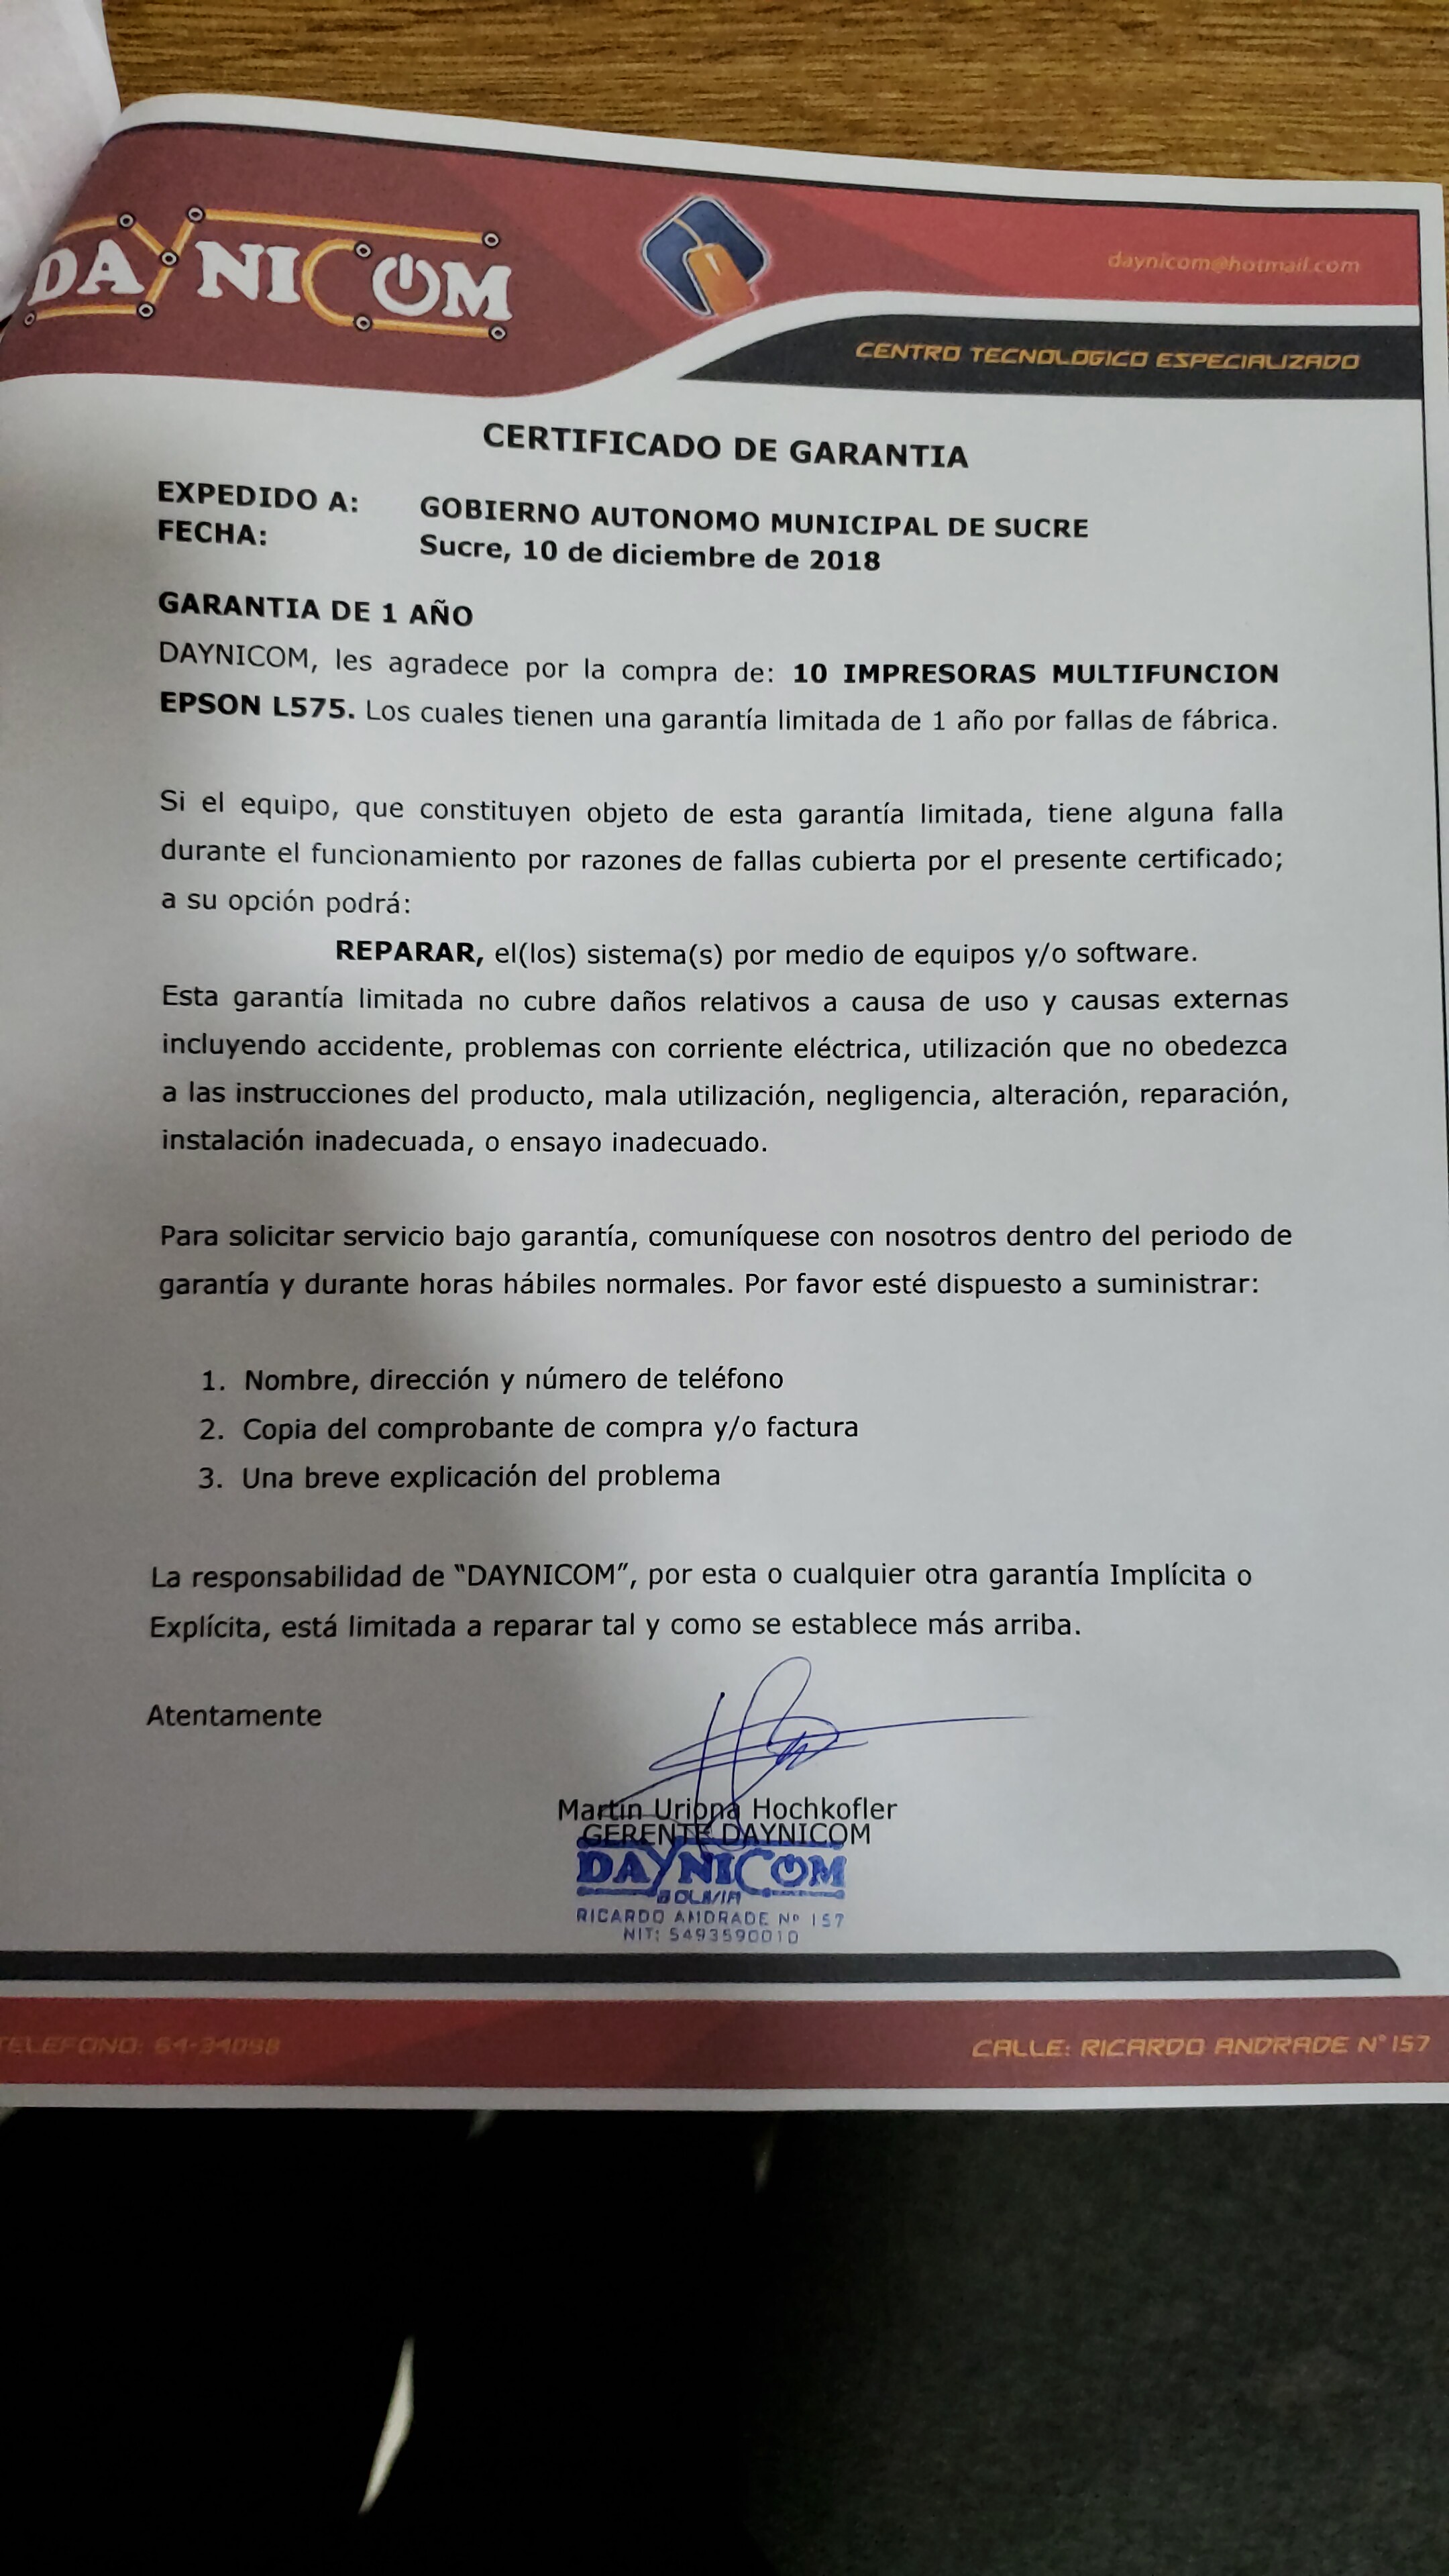 DAYNICOM
daynicom@hotmail.com
CENTRO TECNOLOGICO ESPECIALIZADO
CERTIFICADO DE GARANTIA
EXPEDIDO A: GOBIERNO AUTONOMO MUNICIPAL DE SUCRE
FECHA: Sucre, 10 de diciembre de 2018
GARANTIA DE 1 AÑO
DAYNICOM, les agradece por la compra de: 10 IMPRESORAS MULTIFUNCION
EPSON L575. Los cuales tienen una garantía limitada de 1 año por fallas de fábrica.
Si el equipo, que constituyen objeto de esta garantía limitada, tiene alguna falla
durante el funcionamiento por razones de fallas cubierta por el presente certificado;
a su opción podrá:
REPARAR, el(los) sistema(s) por medio de equipos y/o software.
Esta garantía limitada no cubre daños relativos a causa de uso y causas externas
incluyendo accidente, problemas con corriente eléctrica, utilización que no obedezca
a las instrucciones del producto, mala utilización, negligencia, alteración, reparación,
instalación inadecuada, o ensayo inadecuado.
Para solicitar servicio bajo garantía, comuníquese con nosotros dentro del periodo de
garantía y durante horas hábiles normales. Por favor esté dispuesto a suministrar:
1. Nombre, dirección y número de teléfono
2. Copia del comprobante de compra y/o factura
3. Una breve explicación del problema
La responsabilidad de “DAYNICOM”, por esta o cualquier otra garantía Implícita o
Explícita, está limitada a reparar tal y como se establece más arriba.
Atentamente
Martin Uriona Hochkofler
GERENTE DAYNICOM
DAYNICOM
BOLIVIA
RICARDO ANDRADE Nº 157
NIT: 5493590010
TELEFONO: 64-34098
CALLE: RICARDO ANDRADE N° 157